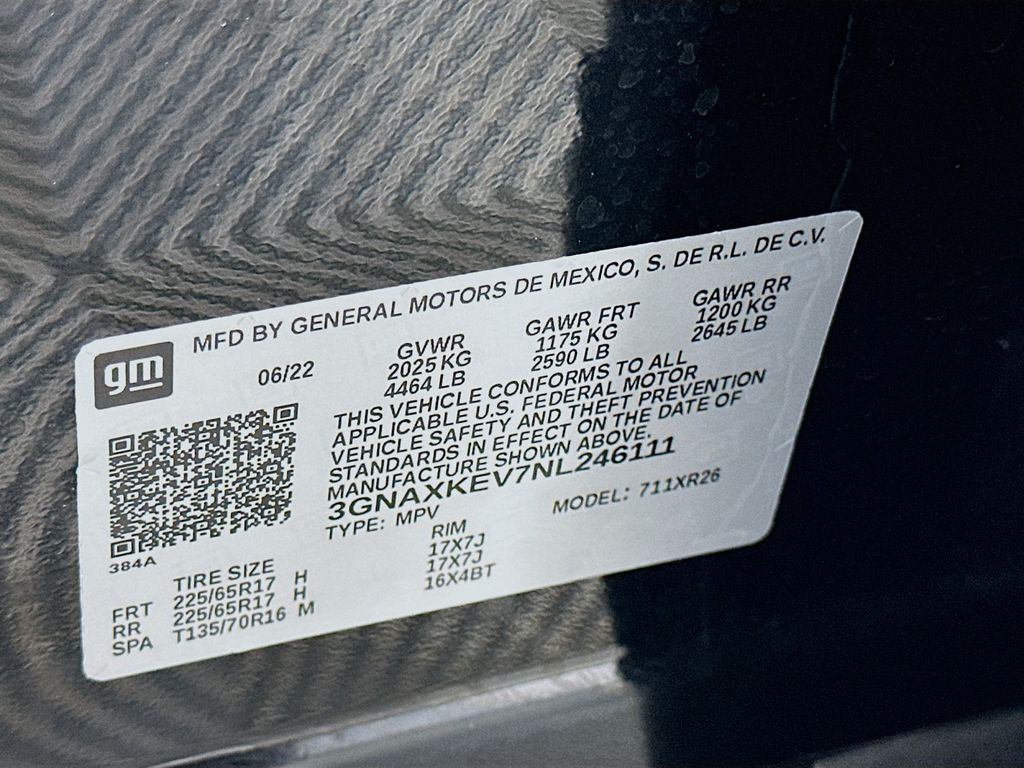 MFD BY GENERAL MOTORS DE MEXICO, S. DE R.L. DE C.V.
gm
06/22
GVWR GAWR FRT GAWR RR
2025 KG 1175 KG 1200 KG
4464 LB 2590 LB 2645 LB
THIS VEHICLE CONFORMS TO ALL
APPLICABLE U.S. FEDERAL MOTOR
VEHICLE SAFETY AND THEFT PREVENTION
STANDARDS IN EFFECT ON THE DATE OF
MANUFACTURE SHOWN ABOVE.
3GNAXKEV7NL246111
TYPE: MPV MODEL: 711XR26
384A
TIRE SIZE RIM
FRT 225/65R17 H 17X7J
RR 225/65R17 H 17X7J
SPA T135/70R16 M 16X4BT